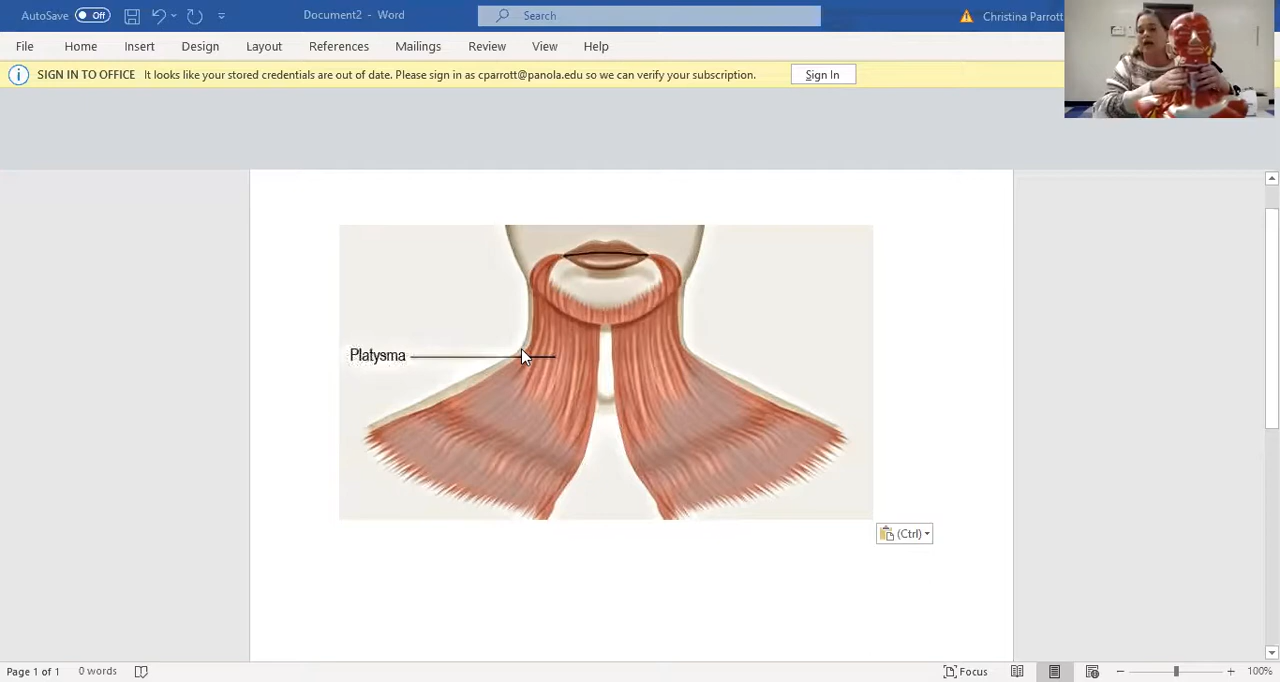 AutoSave Off Document2 - Word Search Christina Parrott
File Home Insert Design Layout References Mailings Review View Help
SIGN IN TO OFFICE It looks like your stored credentials are out of date. Please sign in as cparrott@panola.edu so we can verify your subscription. Sign In
Platysma
(Ctrl)
Page 1 of 1 0 words Focus 100%